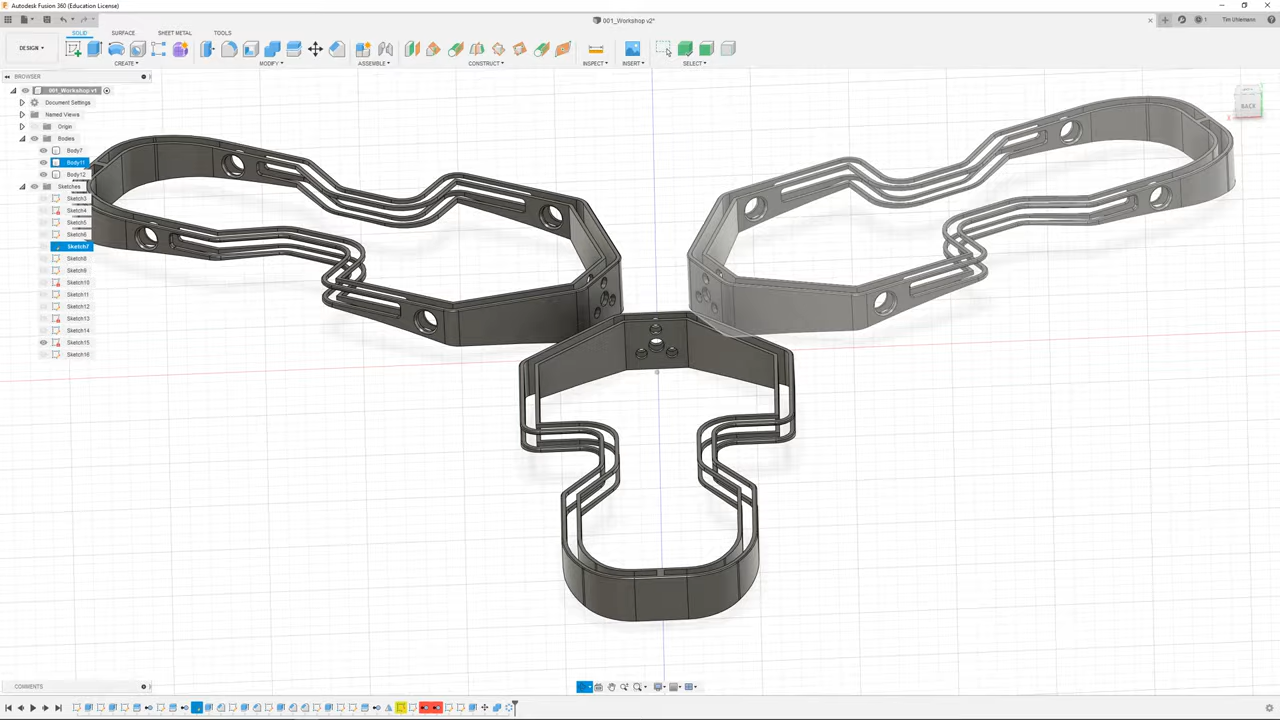 Autodesk Fusion 360 (Education License)
001_Workshop v2*
1
Tim Uhlemann
SOLID
SURFACE
SHEET METAL
TOOLS
DESIGN
CREATE
MODIFY
ASSEMBLE
CONSTRUCT
INSPECT
INSERT
SELECT
BROWSER
001_Workshop v1
Document Settings
Named Views
Origin
Bodies
Body7
Body11
Body12
Sketches
Sketch3
Sketch4
Sketch5
Sketch6
Sketch7
Sketch8
Sketch9
Sketch10
Sketch11
Sketch12
Sketch13
Sketch14
Sketch15
Sketch16
BACK
COMMENTS